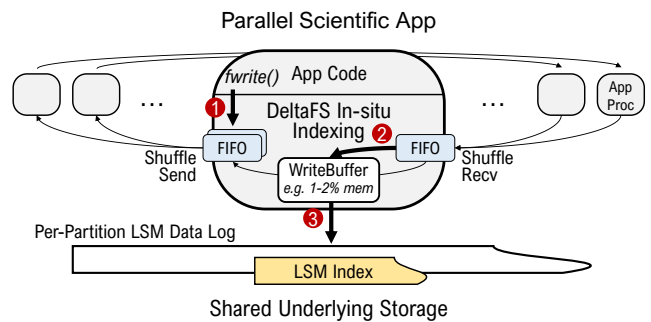 Parallel Scientific App
fwrite() App Code
App
Proc
...
...
1
DeltaFS In-situ
Indexing
2
FIFO
FIFO
Shuffle
Send
Shuffle
Recv
WriteBuffer
e.g. 1-2% mem
3
Per-Partition LSM Data Log
LSM Index
Shared Underlying Storage